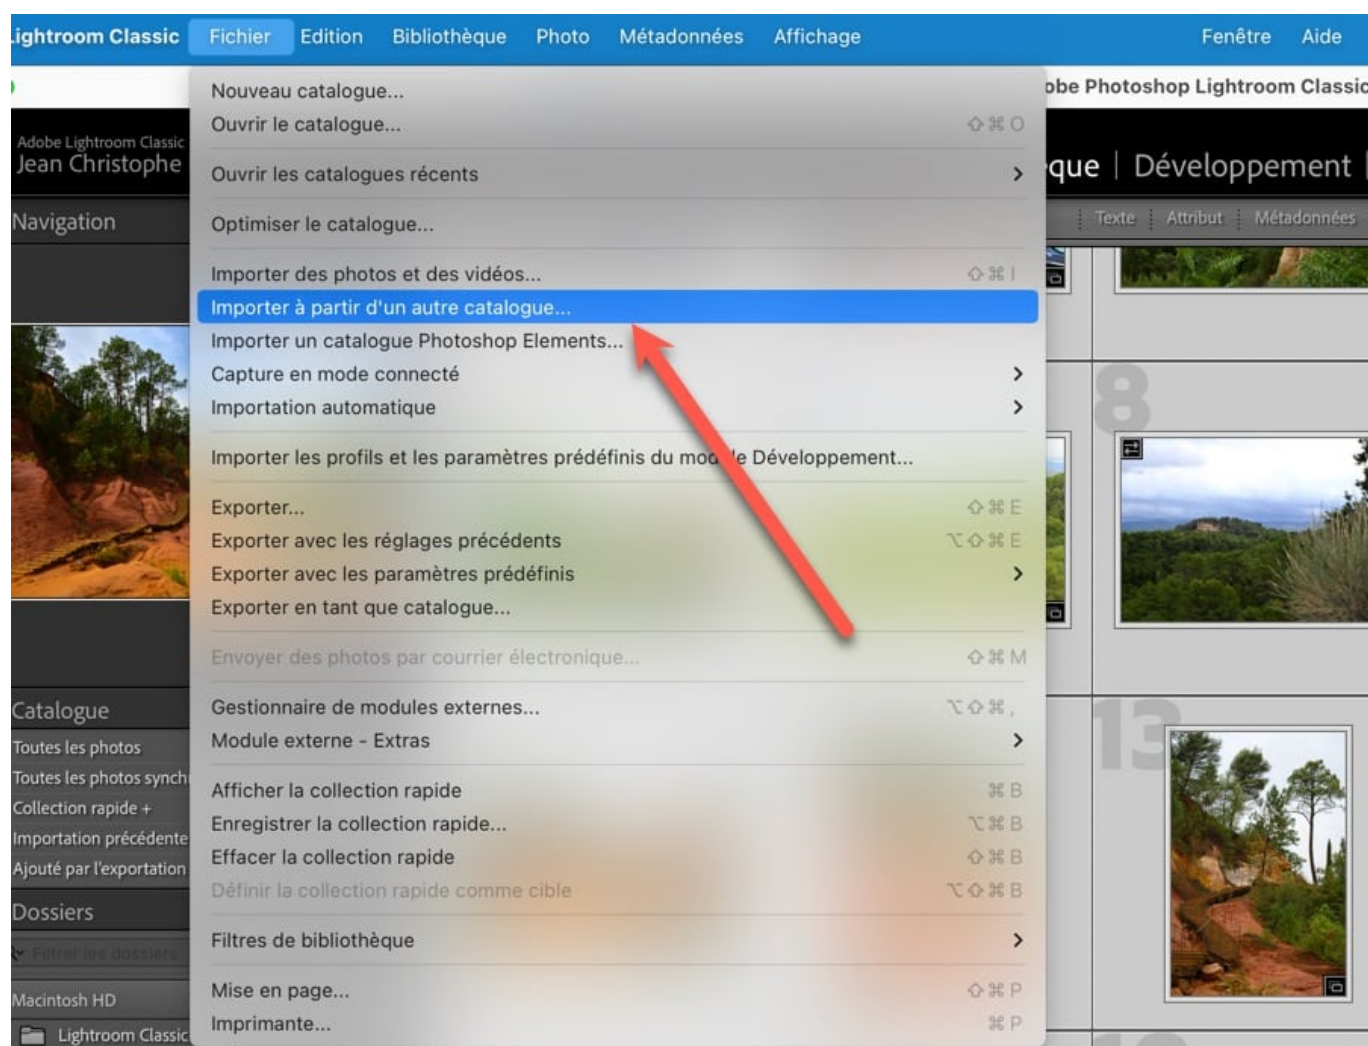 Lightroom Classic Fichier Edition Bibliothèque Photo Métadonnées Affichage Fenêtre Aide
obe Photoshop Lightroom Classic
Adobe Lightroom Classic
Jean Christophe
que | Développement |
Navigation
Texte Attribut Métadonnées
Nouveau catalogue...
Ouvrir le catalogue... ⇧⌘O
Ouvrir les catalogues récents >
Optimiser le catalogue...
Importer des photos et des vidéos... ⇧⌘I
Importer à partir d'un autre catalogue...
Importer un catalogue Photoshop Elements...
Capture en mode connecté >
Importation automatique >
Importer les profils et les paramètres prédéfinis du module Développement...
Exporter... ⇧⌘E
Exporter avec les réglages précédents ⌥⇧⌘E
Exporter avec les paramètres prédéfinis >
Exporter en tant que catalogue...
Envoyer des photos par courrier électronique... ⇧⌘M
Gestionnaire de modules externes... ⌥⇧⌘,
Module externe - Extras >
Afficher la collection rapide ⌘B
Enregistrer la collection rapide... ⌥⌘B
Effacer la collection rapide ⇧⌘B
Définir la collection rapide comme cible ⌥⇧⌘B
Filtres de bibliothèque >
Mise en page... ⇧⌘P
Imprimante... ⌘P
Catalogue
Toutes les photos
Toutes les photos synch
Collection rapide +
Importation précédente
Ajouté par l'exportation
Dossiers
Filtrer les dossiers
Macintosh HD
Lightroom Classic
8
13